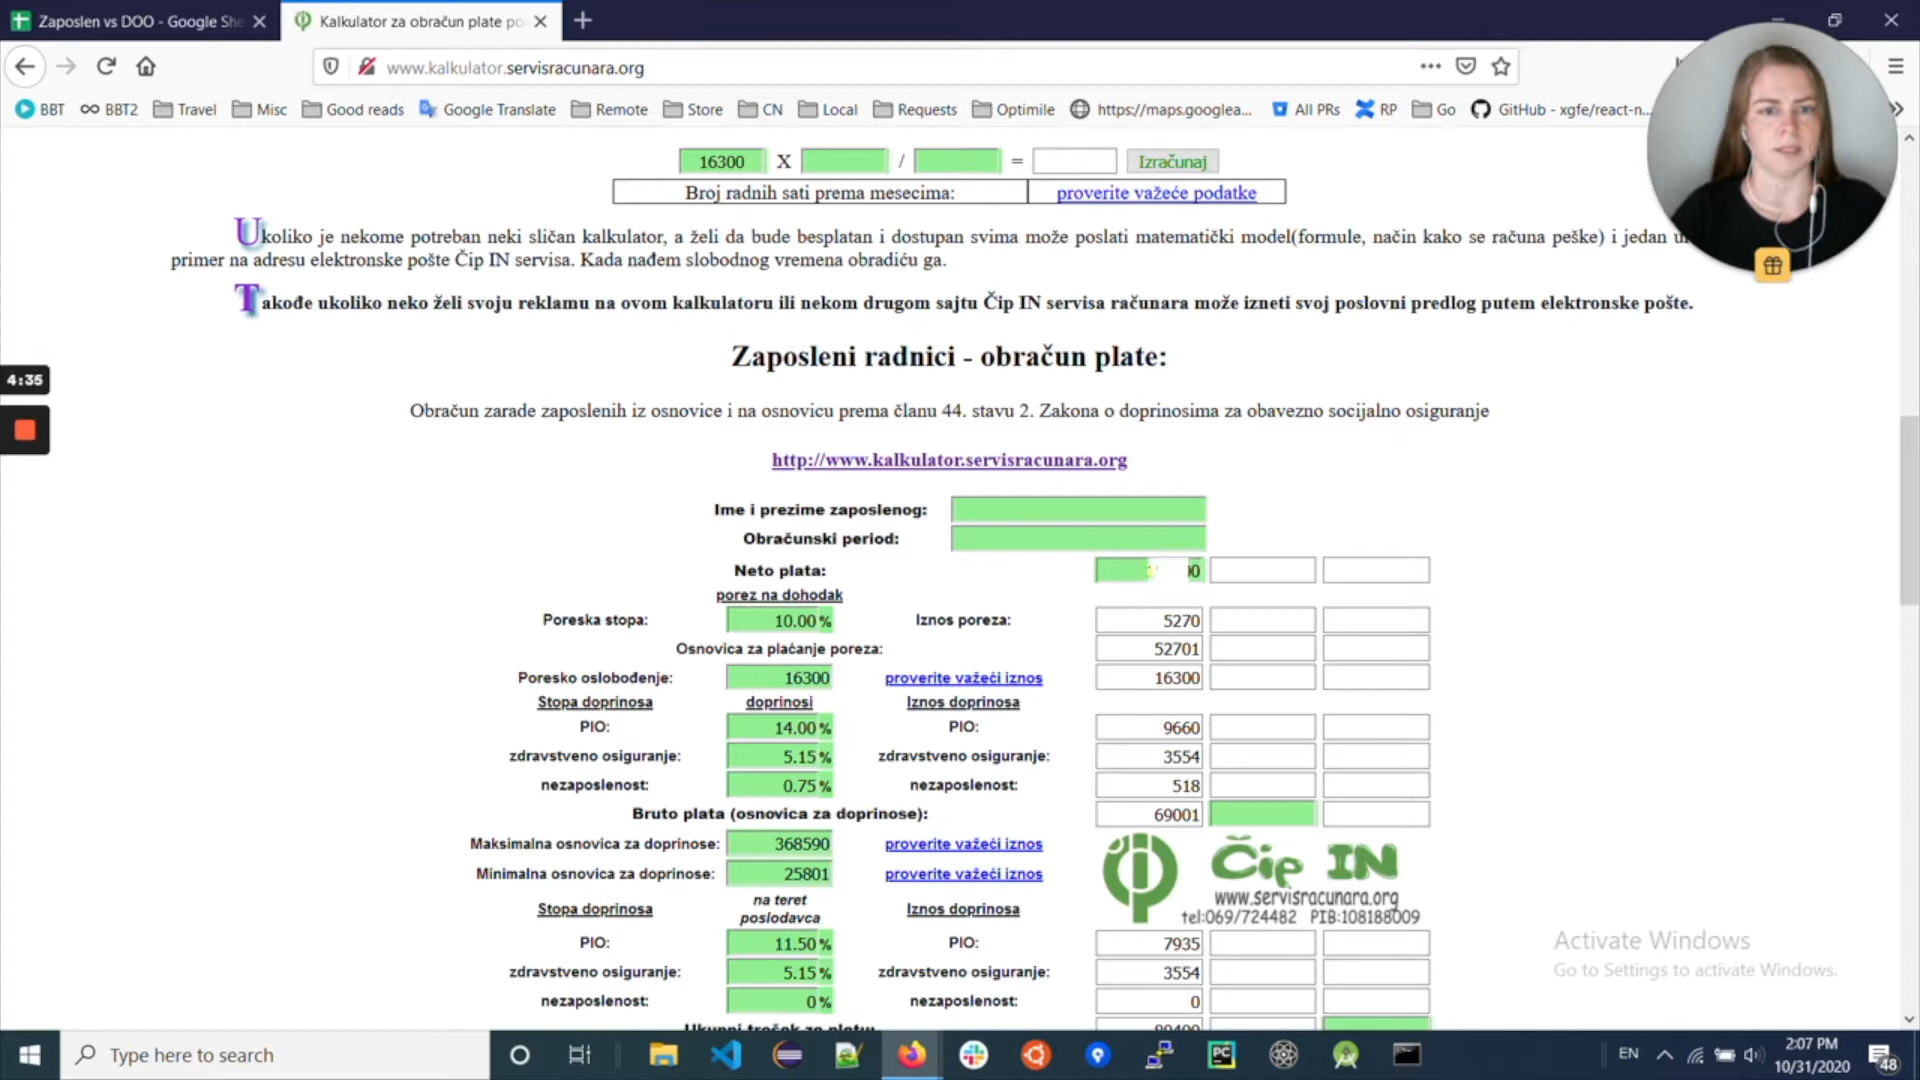 Zaposlen vs DOO - Google She
Kalkulator za obračun plate po
www.kalkulator.servisracunara.org
BBT
BBT2
Travel
Misc
Good reads
Google Translate
Remote
Store
CN
Local
Requests
Optimile
https://maps.googlea...
All PRs
RP
Go
GitHub - xgfe/react-n...
16300 X / = Izračunaj
Broj radnih sati prema mesecima: proverite važeće podatke
Ukoliko je nekome potreban neki sličan kalkulator, a želi da bude besplatan i dostupan svima može poslati matematički model(formule, način kako se računa peške) i jedan u
primer na adresu elektronske pošte Čip IN servisa. Kada nađem slobodnog vremena obradiću ga.
Takođe ukoliko neko želi svoju reklamu na ovom kalkulatoru ili nekom drugom sajtu Čip IN servisa računara može izneti svoj poslovni predlog putem elektronske pošte.
4:35
Zaposleni radnici - obračun plate:
Obračun zarade zaposlenih iz osnovice i na osnovicu prema članu 44. stavu 2. Zakona o doprinosima za obavezno socijalno osiguranje
http://www.kalkulator.servisracunara.org
Ime i prezime zaposlenog:
Obračunski period:
Neto plata:
porez na dohodak
Poreska stopa: 10.00 % Iznos poreza: 5270
Osnovica za plaćanje poreza: 52701
Poresko oslobođenje: 16300 proverite važeći iznos 16300
Stopa doprinosa doprinosi Iznos doprinosa
PIO: 14.00 % PIO: 9660
zdravstveno osiguranje: 5.15 % zdravstveno osiguranje: 3554
nezaposlenost: 0.75 % nezaposlenost: 518
Bruto plata (osnovica za doprinose): 69001
Maksimalna osnovica za doprinose: 368590 proverite važeći iznos
Minimalna osnovica za doprinose: 25801 proverite važeći iznos
Čip IN
www.servisracunara.org
tel:069/724482 PIB:108188009
na teret
Stopa doprinosa poslodavca Iznos doprinosa
PIO: 11.50 % PIO: 7935
zdravstveno osiguranje: 5.15 % zdravstveno osiguranje: 3554
nezaposlenost: 0 % nezaposlenost: 0
Ukupni trošak za platu:
Activate Windows
Go to Settings to activate Windows.
Type here to search
EN
2:07 PM
10/31/2020
48